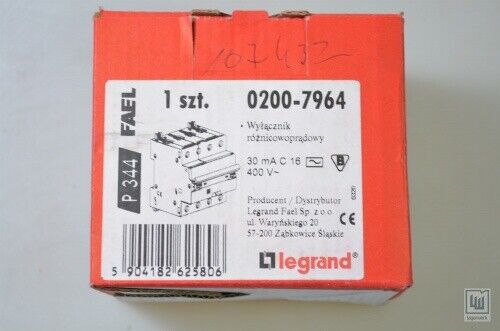 107432
P 344 FAEL
1 szt. 0200-7964
• Wyłącznik
różnicowoprądowy
30 mA C 16
400 V~
B
Producent / Dystrybutor
Legrand Fael Sp. z o.o.
ul. Waryńskiego 20
57-200 Ząbkowice Śląskie
CE
5 904182 625806
legrand®
lagerwerk